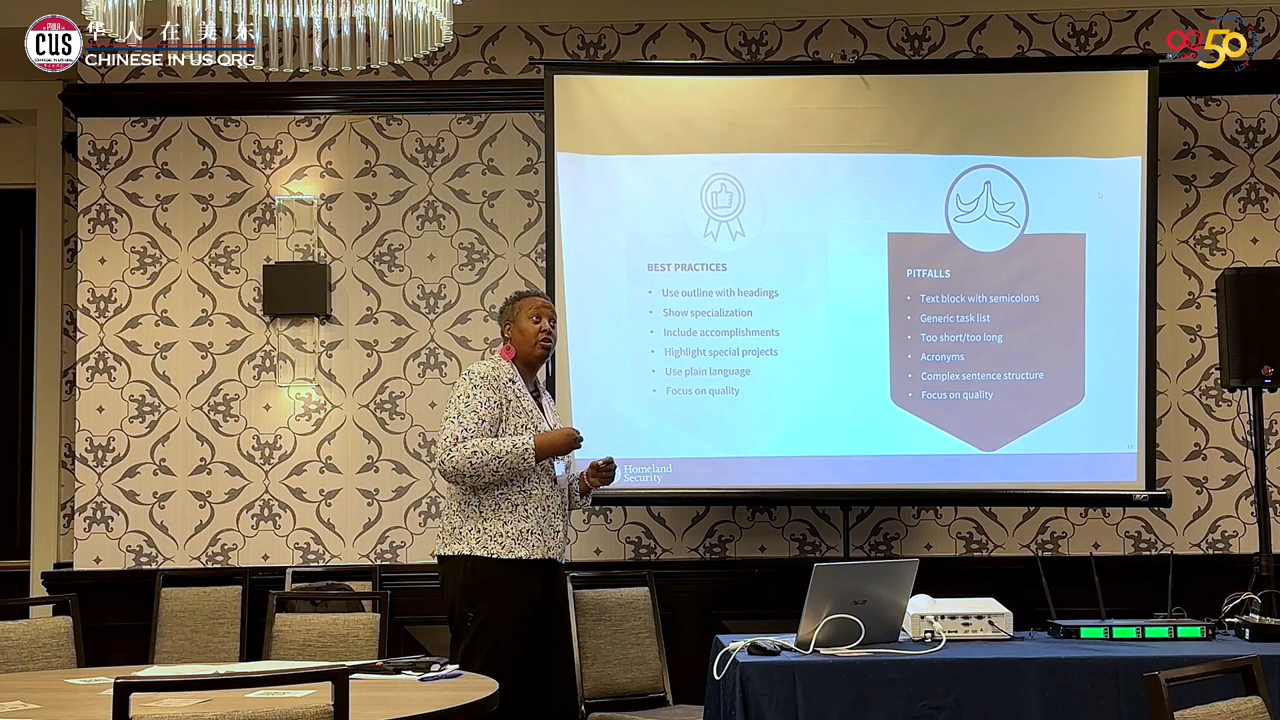 CUS
华人在美东
CHINESE IN US.ORG
50
BEST PRACTICES
• Use outline with headings
• Show specialization
• Include accomplishments
• Highlight special projects
• Use plain language
• Focus on quality
PITFALLS
• Text block with semicolons
• Generic task list
• Too short/too long
• Acronyms
• Complex sentence structure
• Focus on quality
Homeland
Security